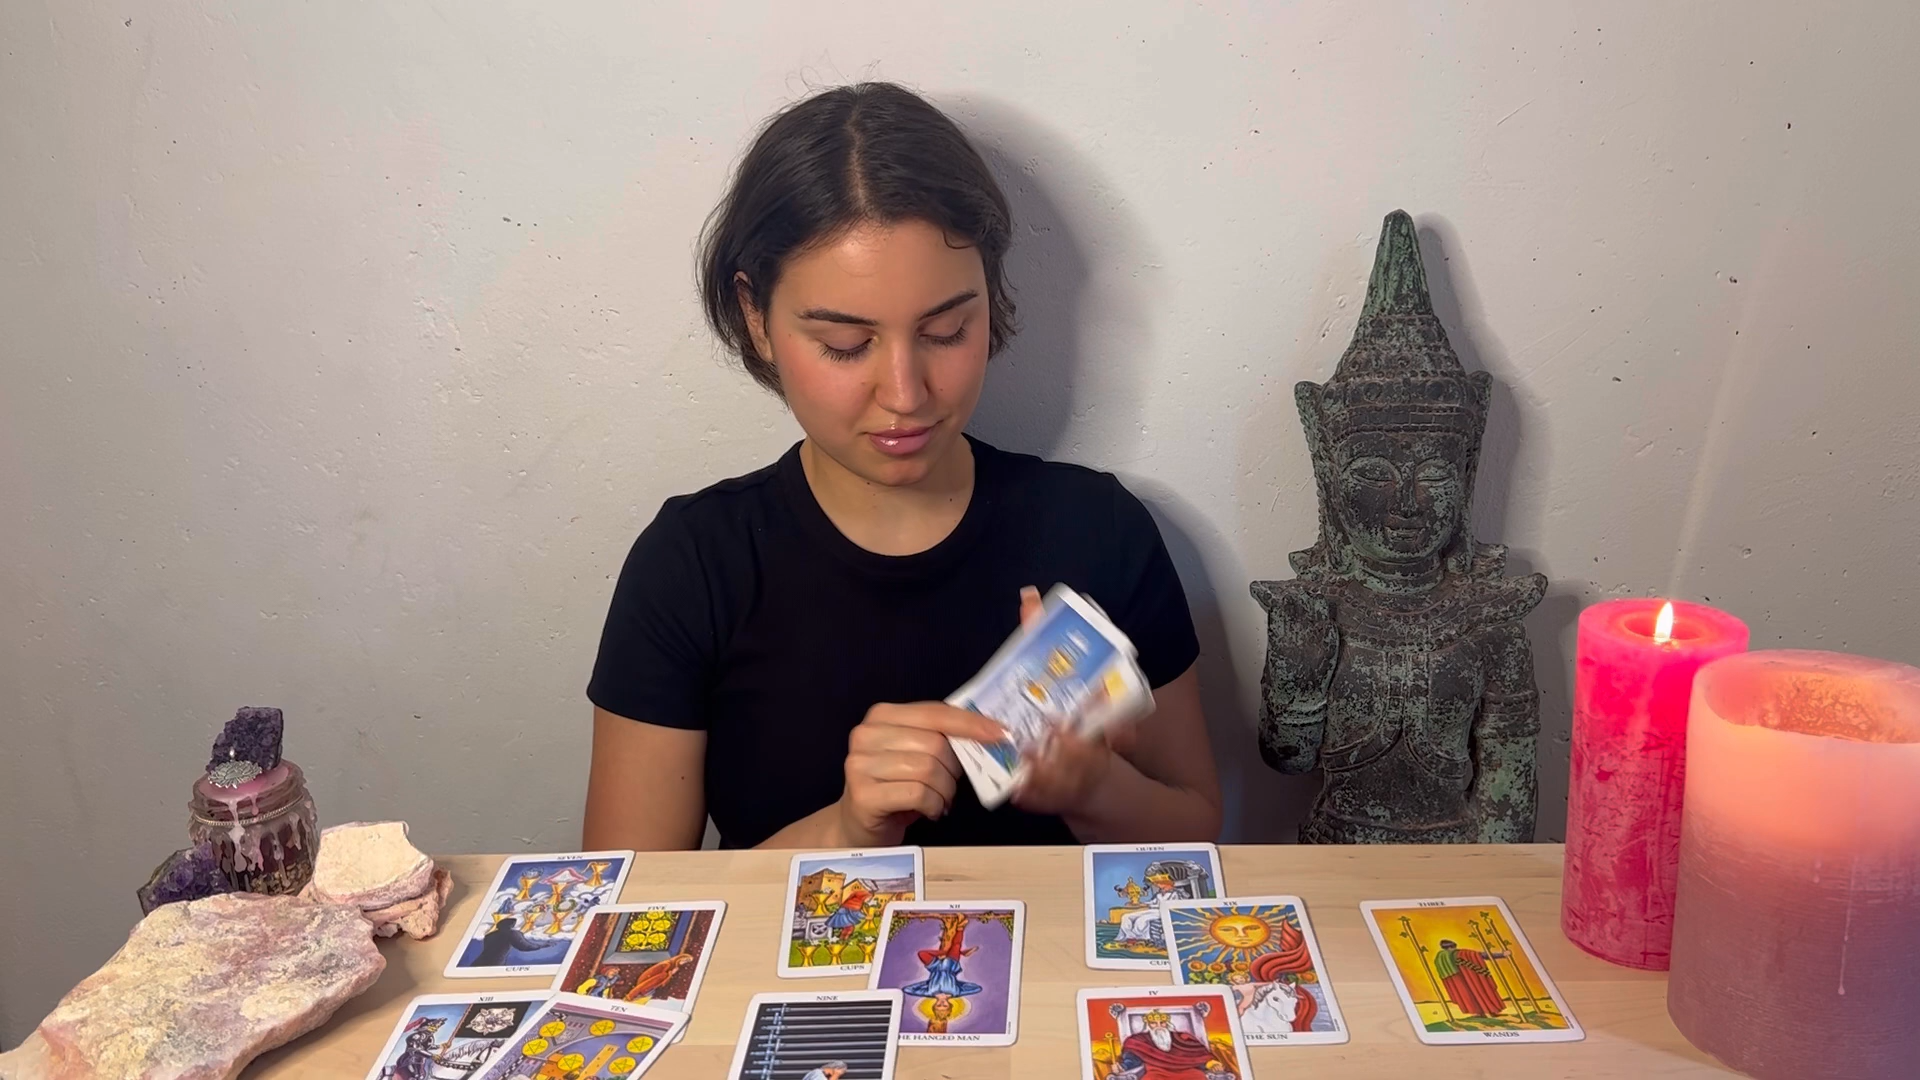 SEVEN
CUPS
FIVE
XIII
TEN
SIX
CUPS
XII
THE HANGED MAN
NINE
QUEEN
CUP
XIX
THE SUN
IV
THREE
WANDS